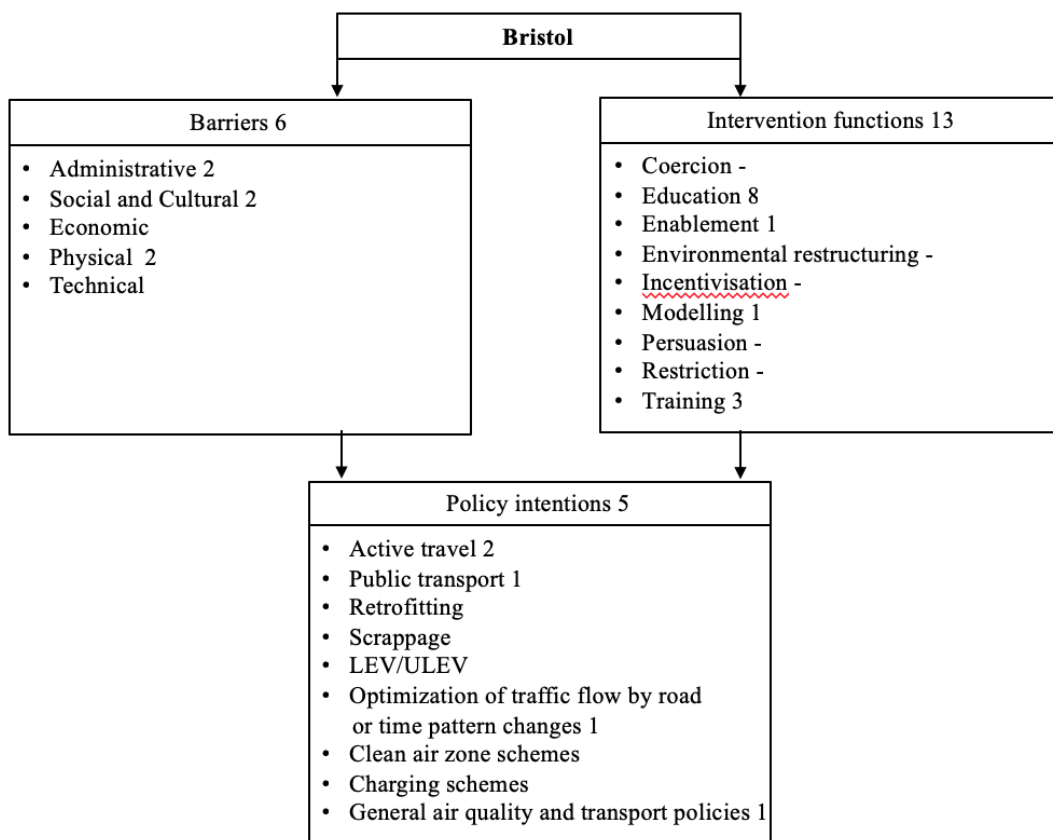 Bristol
Barriers 6
• Administrative 2
• Social and Cultural 2
• Economic
• Physical 2
• Technical
Intervention functions 13
• Coercion -
• Education 8
• Enablement 1
• Environmental restructuring -
• Incentivisation -
• Modelling 1
• Persuasion -
• Restriction -
• Training 3
Policy intentions 5
• Active travel 2
• Public transport 1
• Retrofitting
• Scrappage
• LEV/ULEV
• Optimization of traffic flow by road
or time pattern changes 1
• Clean air zone schemes
• Charging schemes
• General air quality and transport policies 1